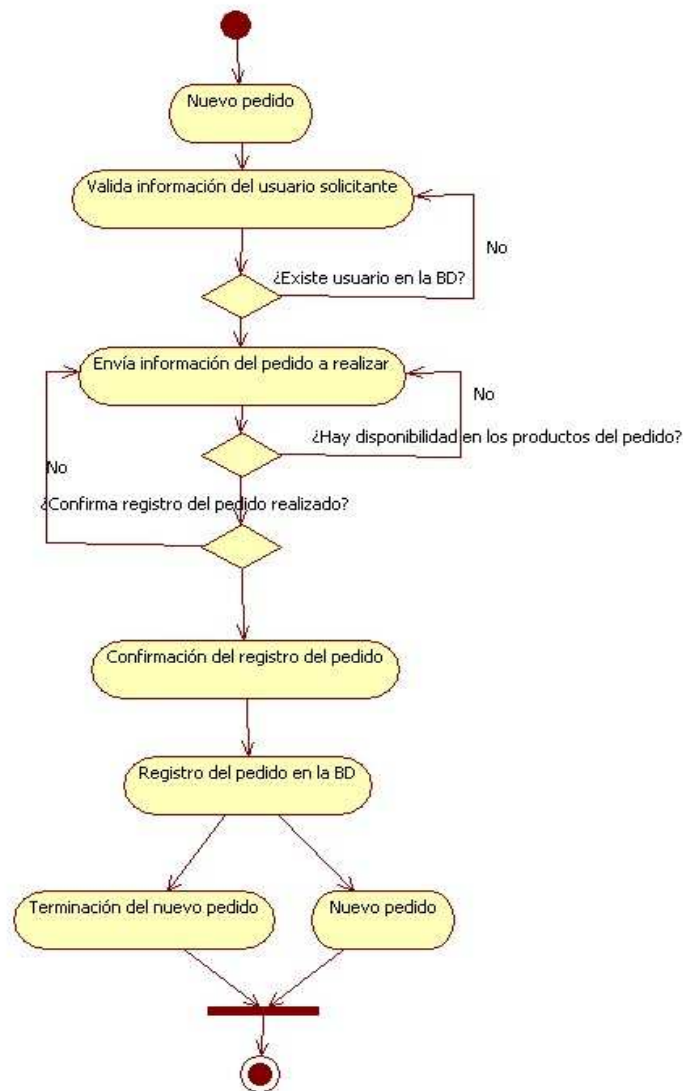 Nuevo pedido
Valida información del usuario solicitante
No
¿Existe usuario en la BD?
Envía información del pedido a realizar
No
¿Hay disponibilidad en los productos del pedido?
No
¿Confirma registro del pedido realizado?
Confirmación del registro del pedido
Registro del pedido en la BD
Terminación del nuevo pedido
Nuevo pedido